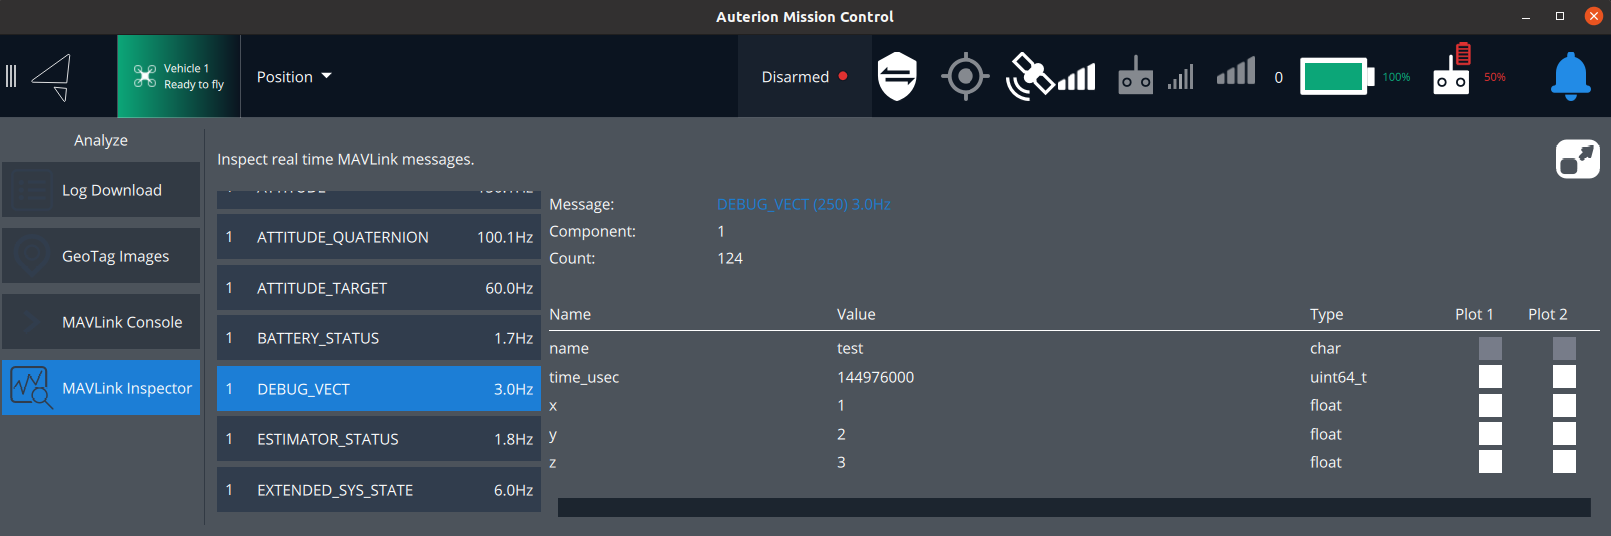 Auterion Mission Control
Vehicle 1
Ready to fly
Position
Disarmed
0
100%
50%
Analyze
Log Download
GeoTag Images
MAVLink Console
MAVLink Inspector
Inspect real time MAVLink messages.
1 ATTITUDE_QUATERNION 100.1Hz
1 ATTITUDE_TARGET 60.0Hz
1 BATTERY_STATUS 1.7Hz
1 DEBUG_VECT 3.0Hz
1 ESTIMATOR_STATUS 1.8Hz
1 EXTENDED_SYS_STATE 6.0Hz
Message: DEBUG_VECT (250) 3.0Hz
Component: 1
Count: 124
Name Value Type Plot 1 Plot 2
name test char
time_usec 144976000 uint64_t
x 1 float
y 2 float
z 3 float